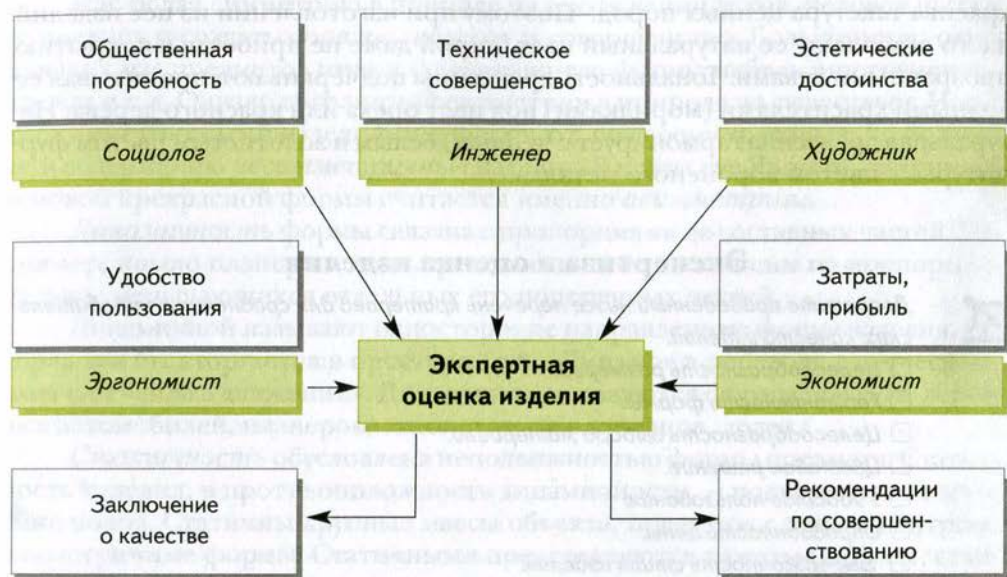 Общественная
потребность
Социолог
Техническое
совершенство
Инженер
Эстетические
достоинства
Художник
Удобство
пользования
Эргономист
Затраты,
прибыль
Экономист
Экспертная
оценка изделия
Заключение
о качестве
Рекомендации
по совершен-
ствованию